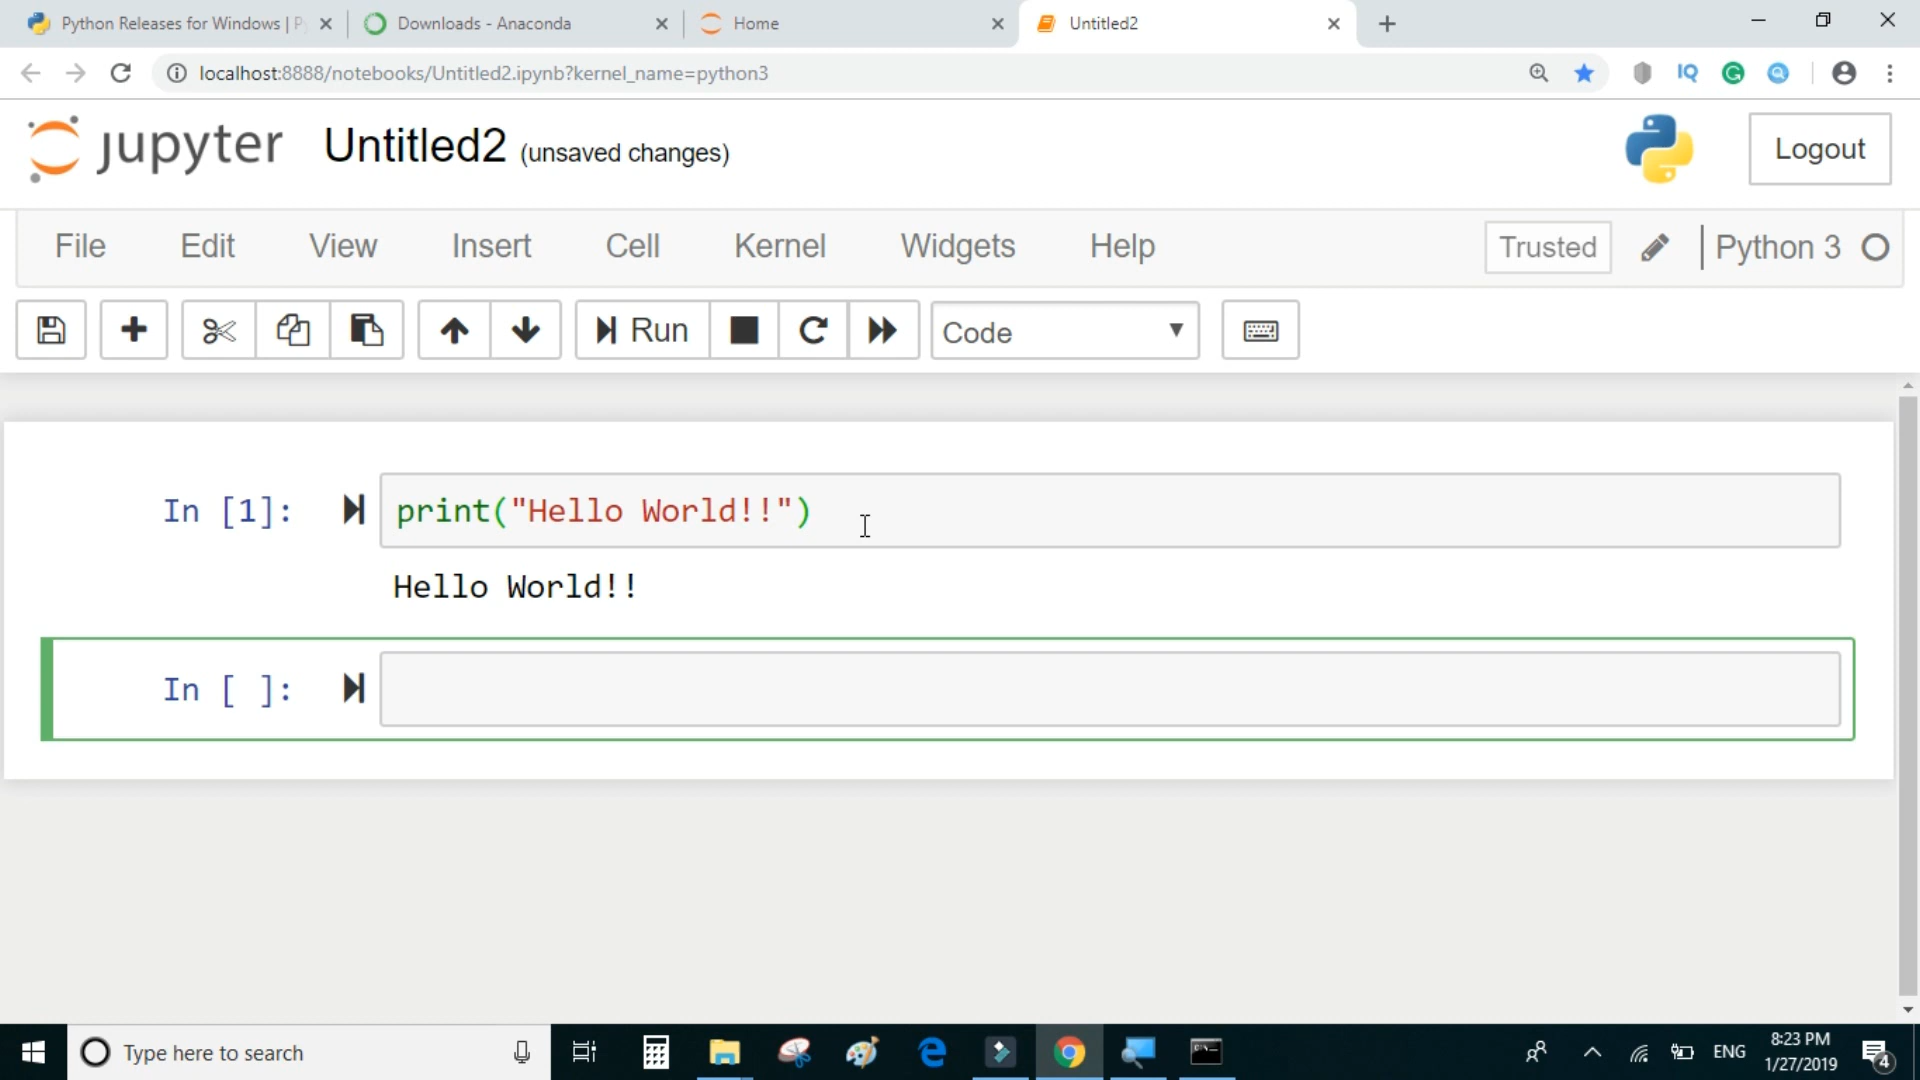 Python Releases for Windows | P
Downloads - Anaconda
Home
Untitled2
localhost:8888/notebooks/Untitled2.ipynb?kernel_name=python3
IQ
jupyter Untitled2 (unsaved changes)
Logout
File Edit View Insert Cell Kernel Widgets Help
Trusted
Python 3
Run
Code
In [1]: print("Hello World!!")
Hello World!!
In [ ]:
Type here to search
ENG
8:23 PM
1/27/2019
4